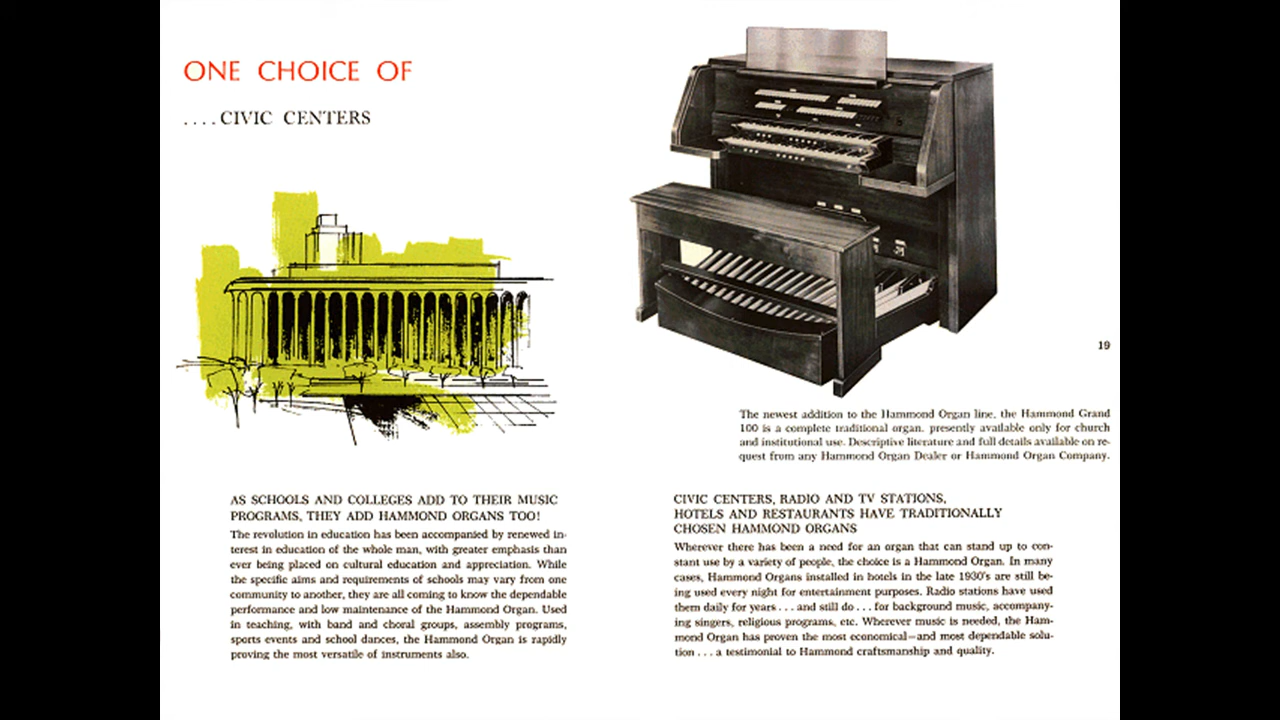 ONE CHOICE OF
....CIVIC CENTERS
AS SCHOOLS AND COLLEGES ADD TO THEIR MUSIC
PROGRAMS, THEY ADD HAMMOND ORGANS TOO!
The revolution in education has been accompanied by renewed in-
terest in education of the whole man, with greater emphasis than
ever being placed on cultural education and appreciation. While
the specific aims and requirements of schools may vary from one
community to another, they are all coming to know the dependable
performance and low maintenance of the Hammond Organ. Used
in teaching, with band and choral groups, assembly programs,
sports events and school dances, the Hammond Organ is rapidly
proving the most versatile of instruments also.
19
The newest addition to the Hammond Organ line, the Hammond Grand
100 is a complete traditional organ, presently available only for church
and institutional use. Descriptive literature and full details available on re-
quest from any Hammond Organ Dealer or Hammond Organ Company.
CIVIC CENTERS, RADIO AND TV STATIONS,
HOTELS AND RESTAURANTS HAVE TRADITIONALLY
CHOSEN HAMMOND ORGANS
Wherever there has been a need for an organ that can stand up to con-
stant use by a variety of people, the choice is a Hammond Organ. In many
cases, Hammond Organs installed in hotels in the late 1930's are still be-
ing used every night for entertainment purposes. Radio stations have used
them daily for years . . . and still do . . . for background music, accompany-
ing singers, religious programs, etc. Wherever music is needed, the Ham-
mond Organ has proven the most economical—and most dependable solu-
tion . . . a testimonial to Hammond craftsmanship and quality.